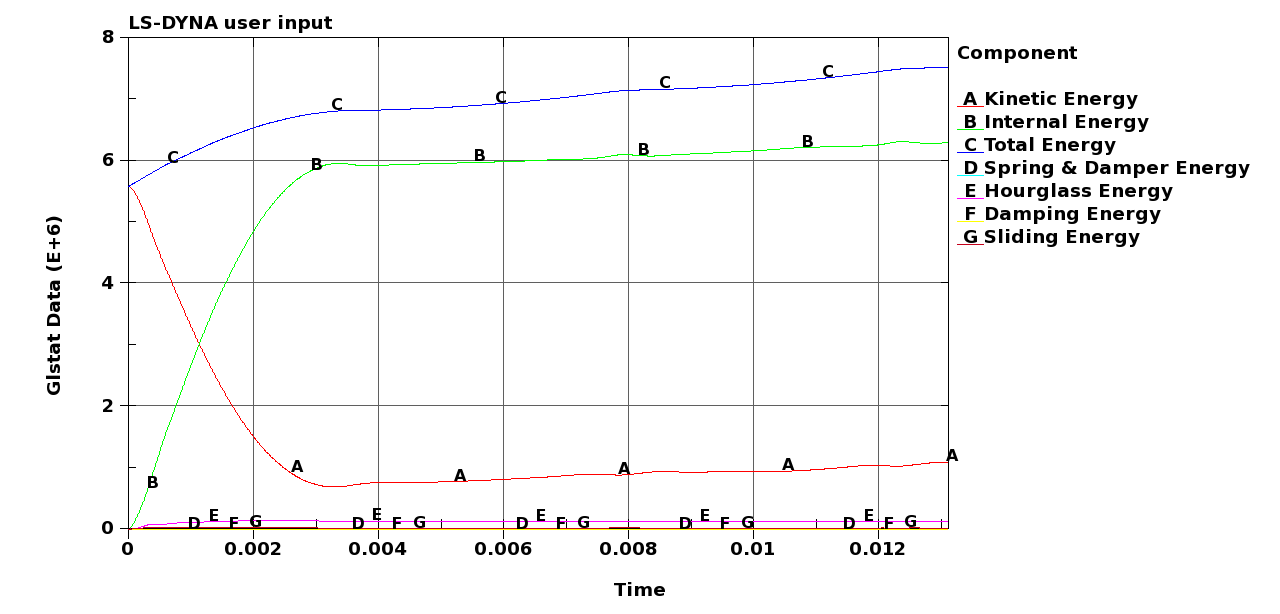 LS-DYNA user input
8
6
4
2
0
Glstat Data (E+6)
0 0.002 0.004 0.006 0.008 0.01 0.012
Time
C C C C C
B B B B B
A A A A A
D E F G D E F G D E F G D E F G D E F G
Component
A Kinetic Energy
B Internal Energy
C Total Energy
D Spring & Damper Energy
E Hourglass Energy
F Damping Energy
G Sliding Energy